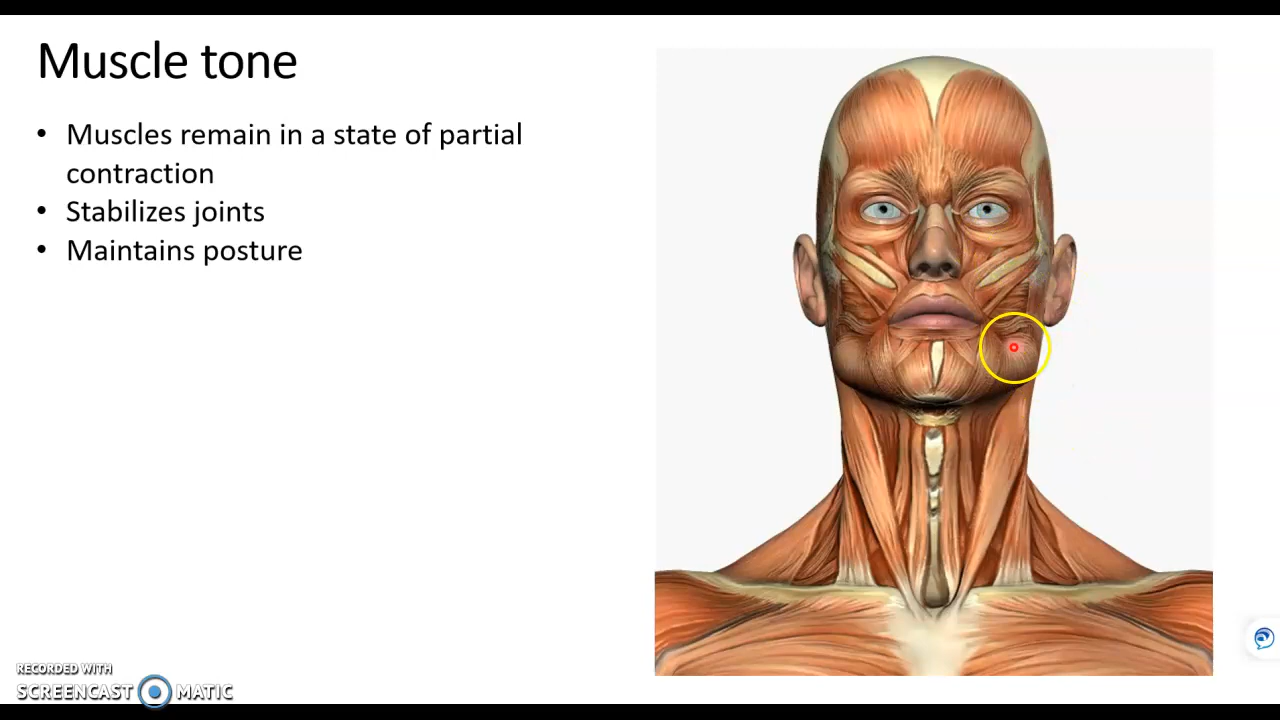 Muscle tone
• Muscles remain in a state of partial
contraction
• Stabilizes joints
• Maintains posture
RECORDED WITH
SCREENCAST MATIC